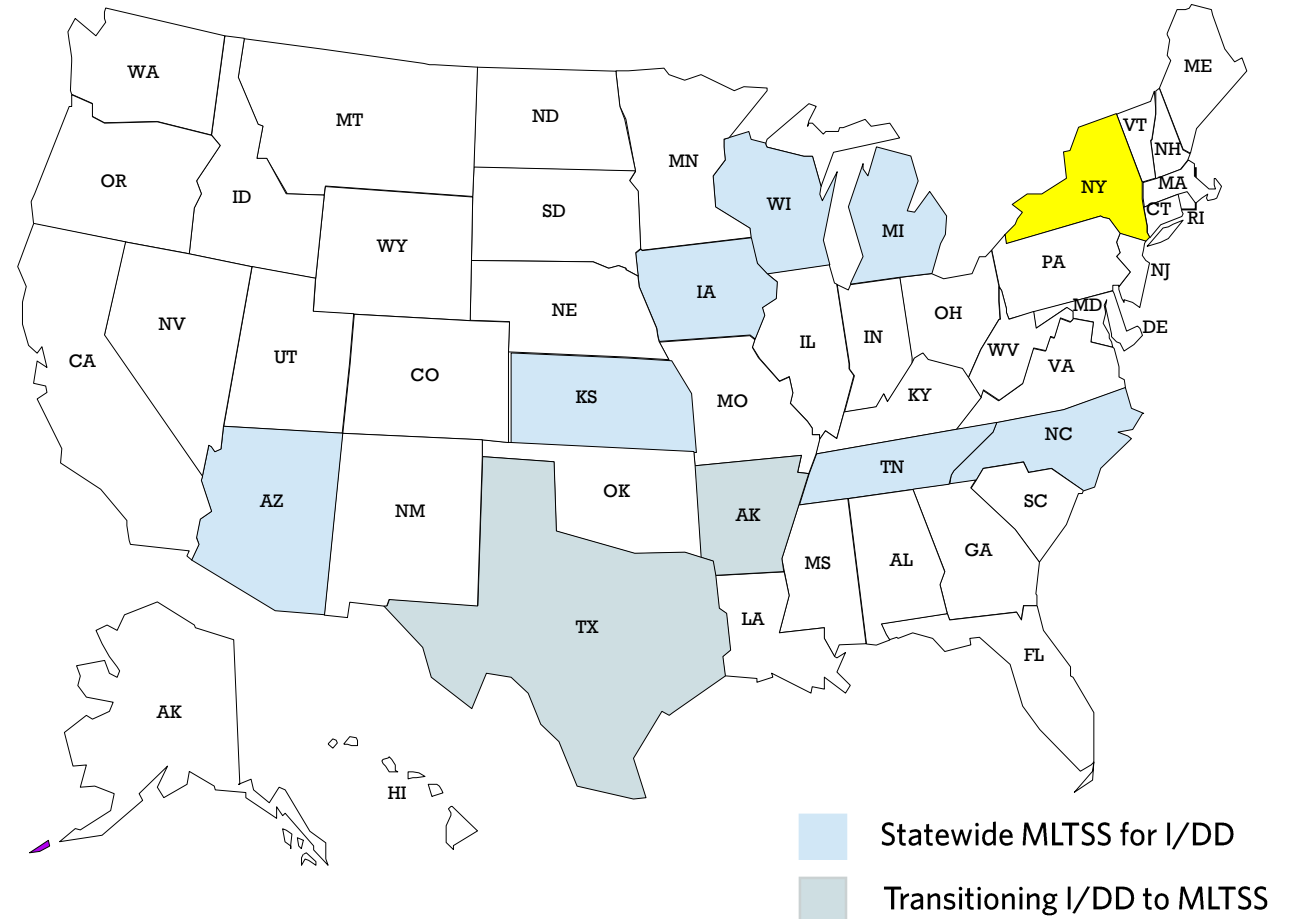 ME
WA
MT
ND
VT
NH
MN
OR
ID
NY
MA
WI
SD
CT
RI
MI
WY
PA
NJ
IA
MD
NE
OH
NV
DE
IN
IL
WV
UT
CA
VA
CO
KS
KY
MO
NC
TN
AZ
OK
SC
NM
AK
GA
MS
AL
LA
TX
FL
AK
HI
Statewide MLTSS for I/DD
Transitioning I/DD to MLTSS